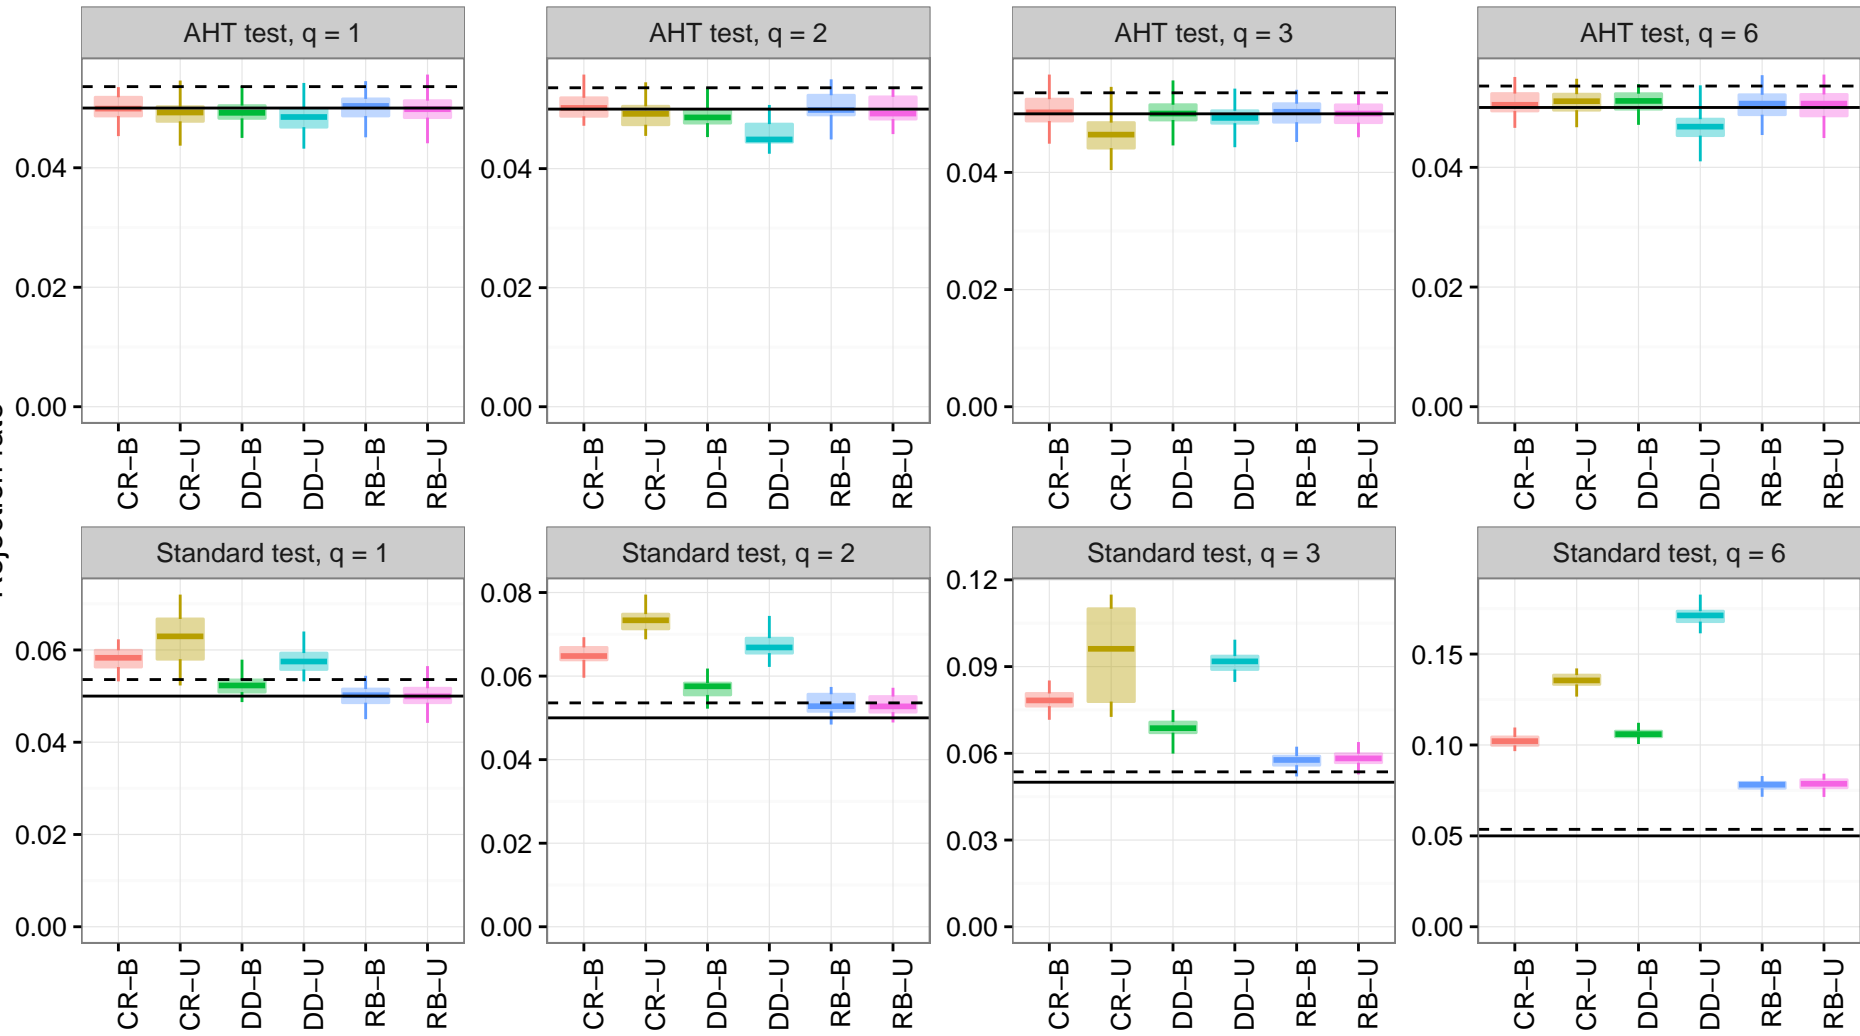 AHT test, q = 1
AHT test, q = 2
AHT test, q = 3
AHT test, q = 6
0.04
0.02
0.00
0.04
0.02
0.00
0.04
0.02
0.00
0.04
0.02
0.00
CR−B
CR−U
DD−B
DD−U
RB−B
RB−U
CR−B
CR−U
DD−B
DD−U
RB−B
RB−U
CR−B
CR−U
DD−B
DD−U
RB−B
RB−U
CR−B
CR−U
DD−B
DD−U
RB−B
RB−U
Standard test, q = 1
Standard test, q = 2
Standard test, q = 3
Standard test, q = 6
0.06
0.04
0.02
0.00
0.08
0.06
0.04
0.02
0.00
0.12
0.09
0.06
0.03
0.00
0.15
0.10
0.05
0.00
CR−B
CR−U
DD−B
DD−U
RB−B
RB−U
CR−B
CR−U
DD−B
DD−U
RB−B
RB−U
CR−B
CR−U
DD−B
DD−U
RB−B
RB−U
CR−B
CR−U
DD−B
DD−U
RB−B
RB−U